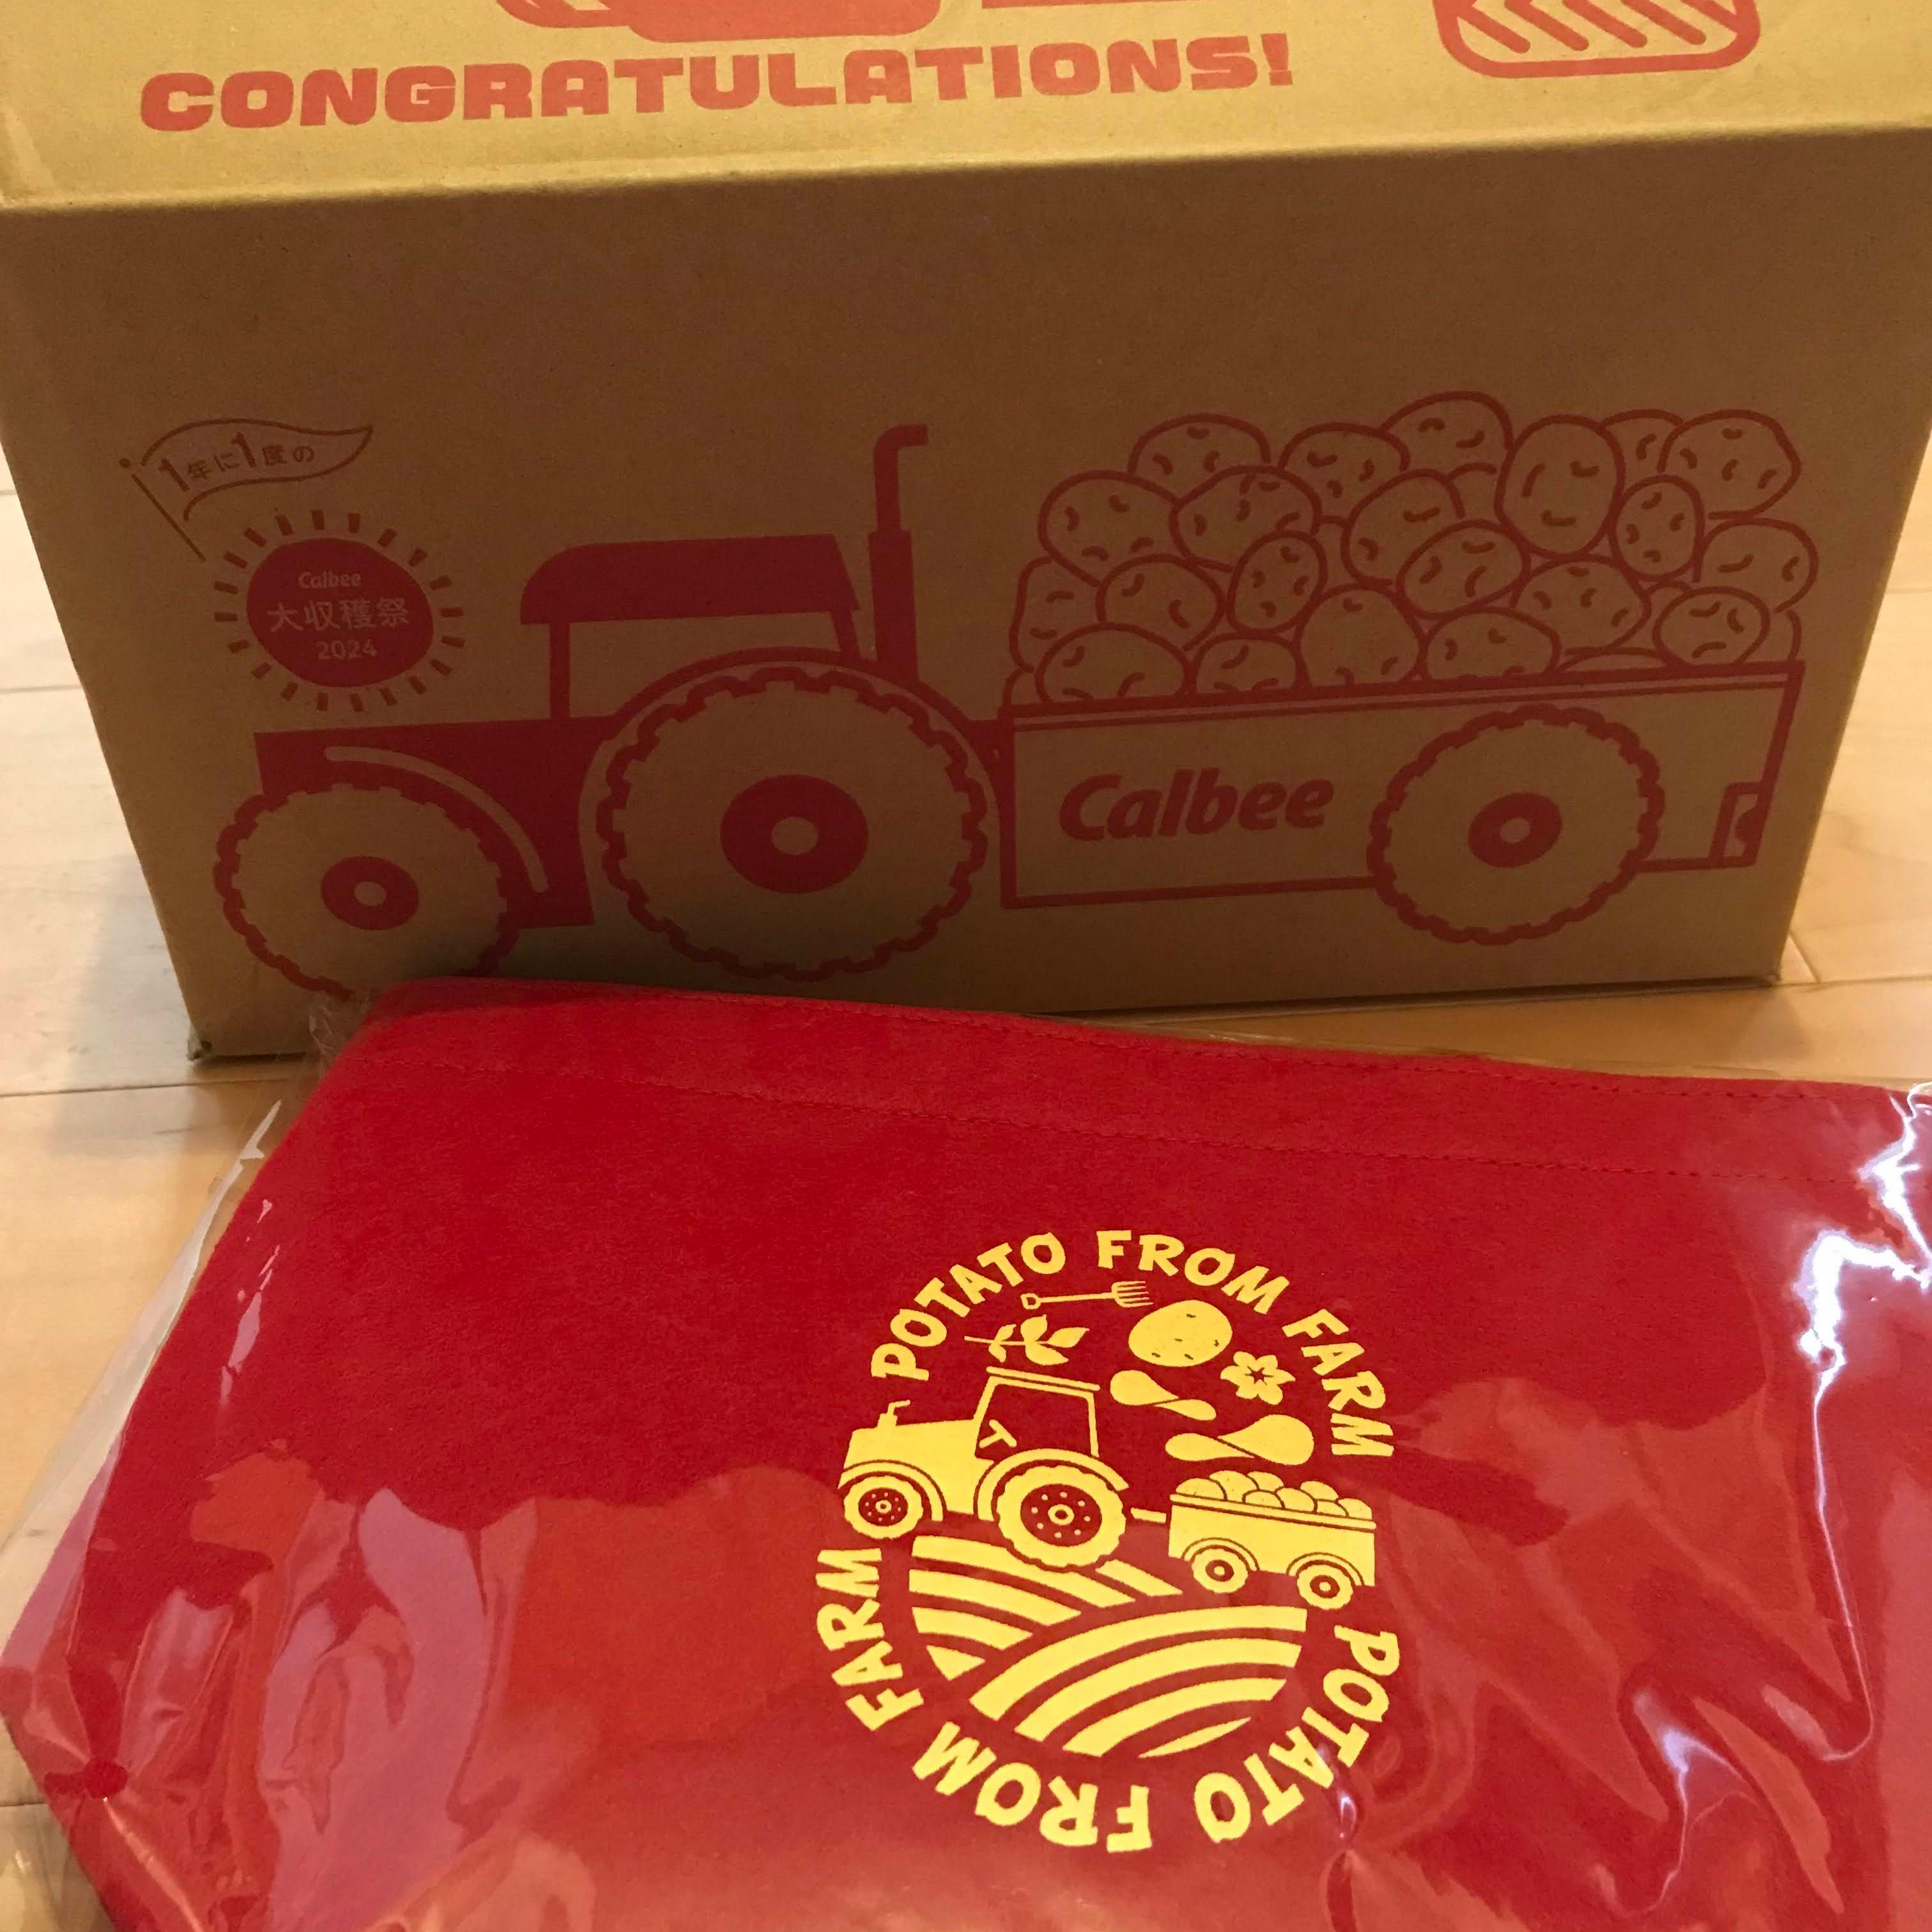 CONGRATULATIONS!
1年に1度の
Calbee
大収穫祭
2024
Calbee
POTATO FROM FARM
POTATO FROM FARM